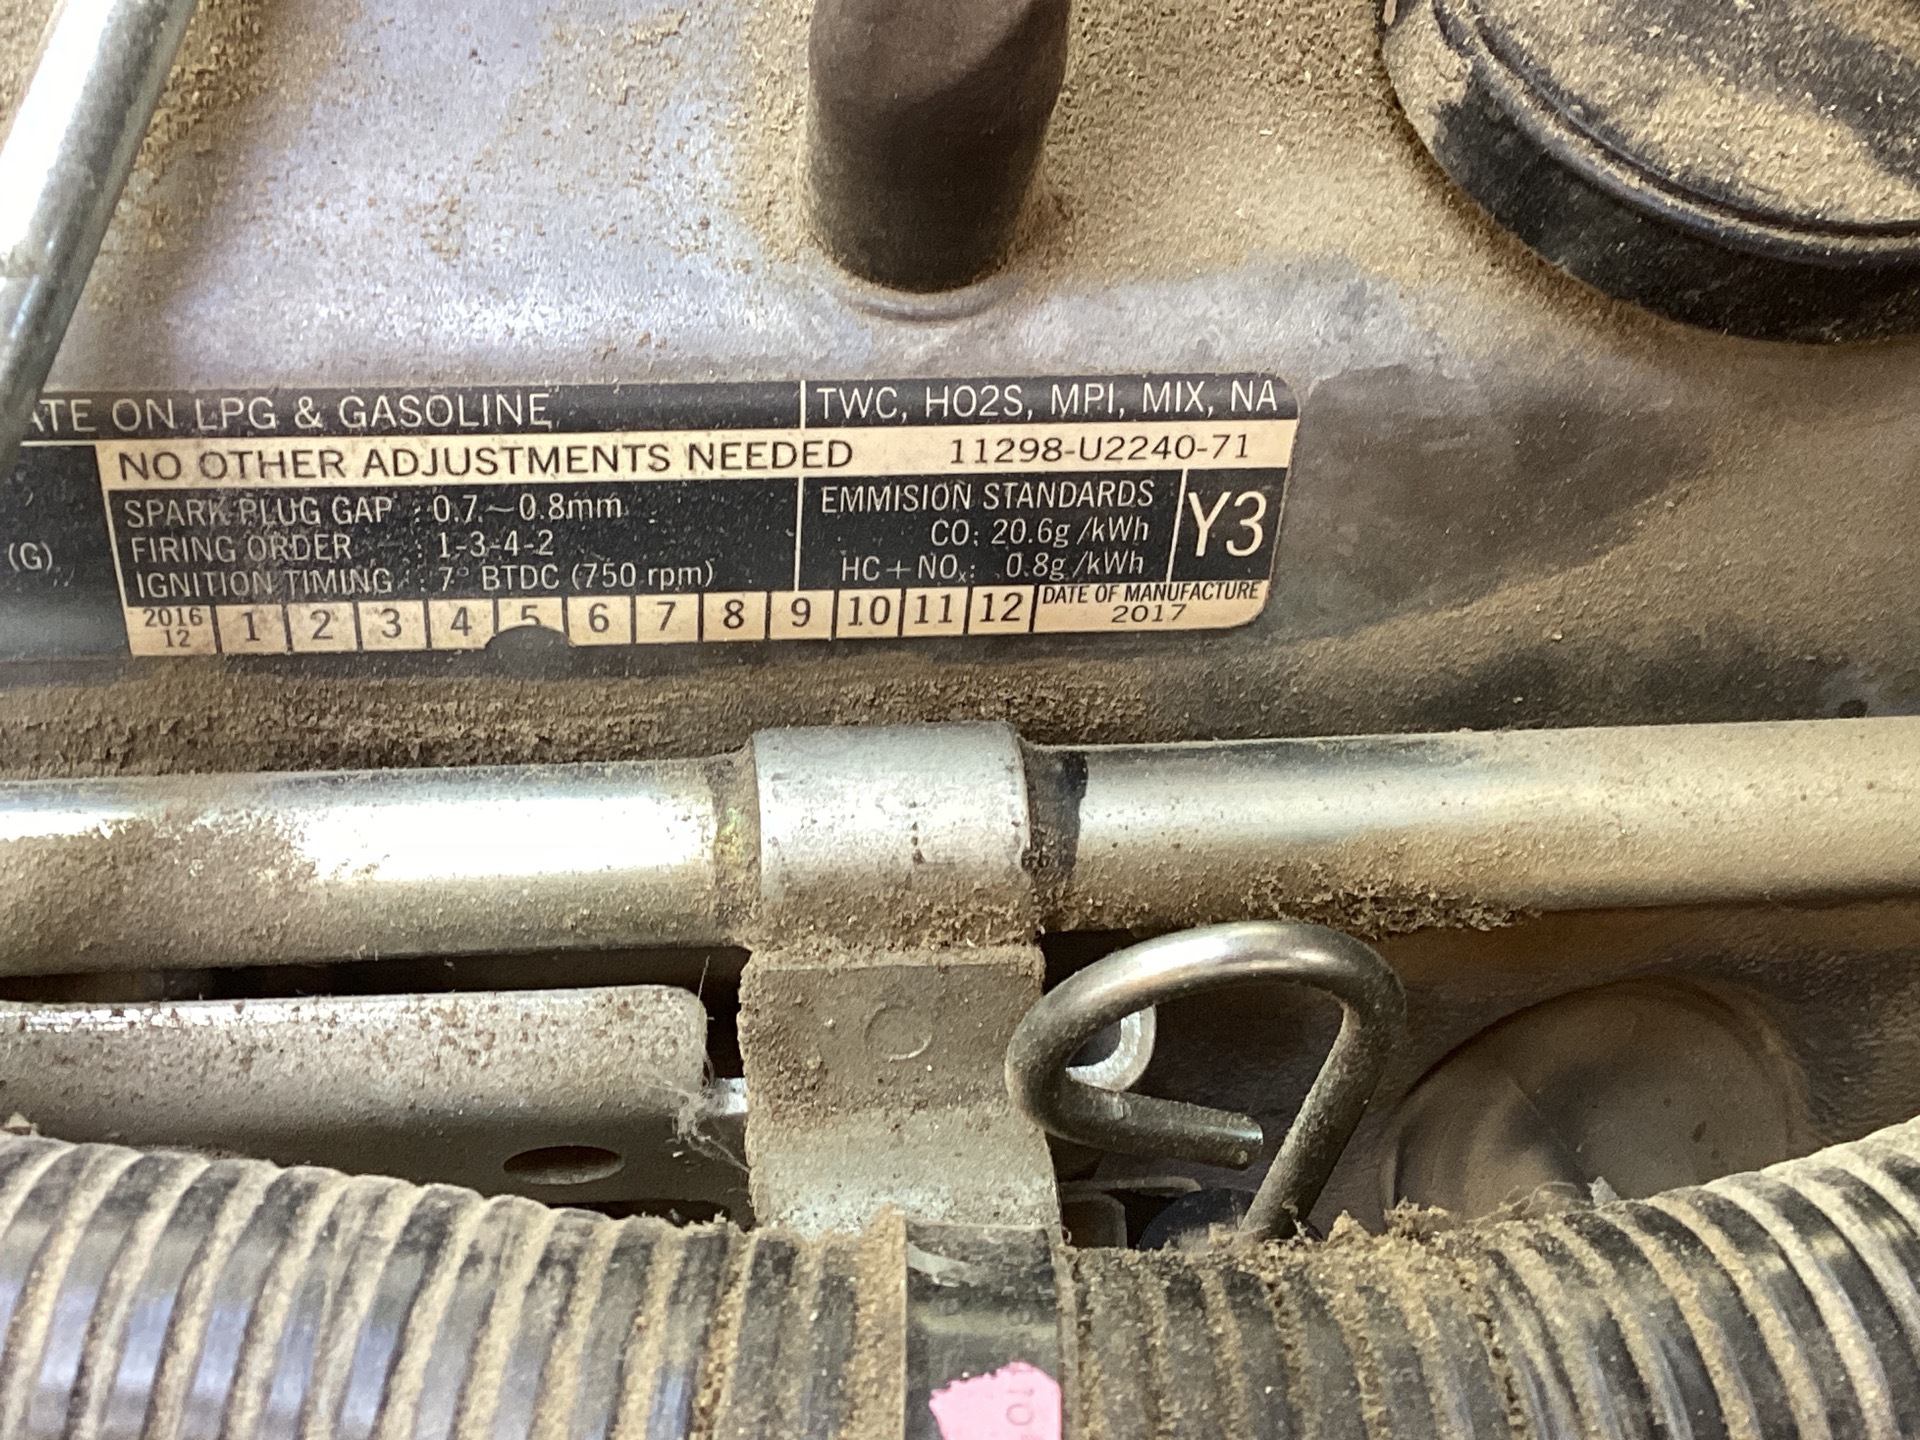 ATE ON LPG & GASOLINE TWC, HO2S, MPI, MIX, NA
NO OTHER ADJUSTMENTS NEEDED 11298-U2240-71
SPARK PLUG GAP : 0.7~0.8mm
FIRING ORDER : 1-3-4-2
IGNITION TIMING : 7° BTDC (750 rpm)
(G)
EMMISION STANDARDS
CO: 20.6g/kWh
HC+NOx: 0.8g/kWh
Y3
2016 12 1 2 3 4 5 6 7 8 9 10 11 12 DATE OF MANUFACTURE 2017